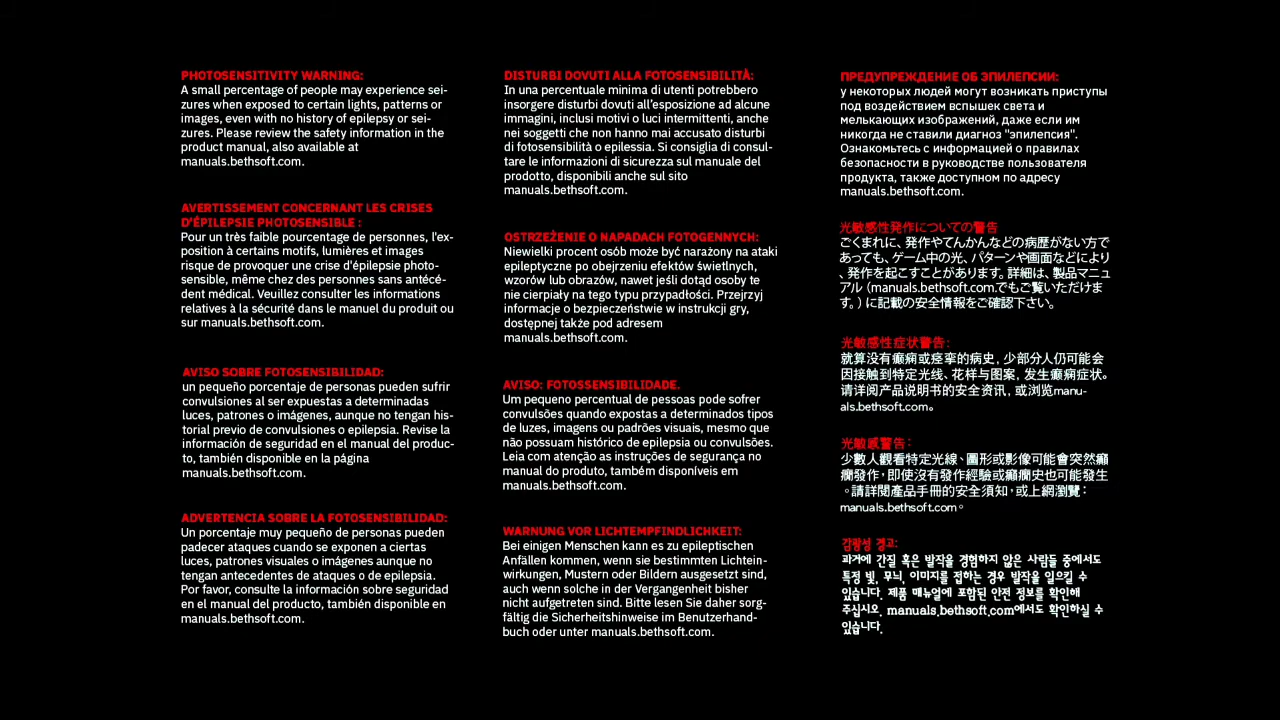 PHOTOSENSITIVITY WARNING:
A small percentage of people may experience sei-
zures when exposed to certain lights, patterns or
images, even with no history of epilepsy or sei-
zures. Please review the safety information in the
product manual, also available at
manuals.bethsoft.com.
AVERTISSEMENT CONCERNANT LES CRISES
D'ÉPILEPSIE PHOTOSENSIBLE :
Pour un très faible pourcentage de personnes, l'ex-
position à certains motifs, lumières et images
risque de provoquer une crise d'épilepsie photo-
sensible, même chez des personnes sans antécé-
dent médical. Veuillez consulter les informations
relatives à la sécurité dans le manuel du produit ou
sur manuals.bethsoft.com.
AVISO SOBRE FOTOSENSIBILIDAD:
un pequeño porcentaje de personas pueden sufrir
convulsiones al ser expuestas a determinadas
luces, patrones o imágenes, aunque no tengan his-
torial previo de convulsiones o epilepsia. Revise la
información de seguridad en el manual del produc-
to, también disponible en la página
manuals.bethsoft.com.
ADVERTENCIA SOBRE LA FOTOSENSIBILIDAD:
Un porcentaje muy pequeño de personas pueden
padecer ataques cuando se exponen a ciertas
luces, patrones visuales o imágenes aunque no
tengan antecedentes de ataques o de epilepsia.
Por favor, consulte la información sobre seguridad
en el manual del producto, también disponible en
manuals.bethsoft.com.
DISTURBI DOVUTI ALLA FOTOSENSIBILITÀ:
In una percentuale minima di utenti potrebbero
insorgere disturbi dovuti all'esposizione ad alcune
immagini, inclusi motivi o luci intermittenti, anche
nei soggetti che non hanno mai accusato disturbi
di fotosensibilità o epilessia. Si consiglia di consul-
tare le informazioni di sicurezza sul manuale del
prodotto, disponibili anche sul sito
manuals.bethsoft.com.
OSTRZEŻENIE O NAPADACH FOTOGENNYCH:
Niewielki procent osób może być narażony na ataki
epileptyczne po obejrzeniu efektów świetlnych,
wzorów lub obrazów, nawet jeśli dotąd osoby te
nie cierpiały na tego typu przypadłości. Przejrzyj
informacje o bezpieczeństwie w instrukcji gry,
dostępnej także pod adresem
manuals.bethsoft.com.
AVISO: FOTOSSENSIBILIDADE.
Um pequeno percentual de pessoas pode sofrer
convulsões quando expostas a determinados tipos
de luzes, imagens ou padrões visuais, mesmo que
não possuam histórico de epilepsia ou convulsões.
Leia com atenção as instruções de segurança no
manual do produto, também disponíveis em
manuals.bethsoft.com.
WARNUNG VOR LICHTEMPFINDLICHKEIT:
Bei einigen Menschen kann es zu epileptischen
Anfällen kommen, wenn sie bestimmten Lichtein-
wirkungen, Mustern oder Bildern ausgesetzt sind,
auch wenn solche in der Vergangenheit bisher
nicht aufgetreten sind. Bitte lesen Sie daher sorg-
fältig die Sicherheitshinweise im Benutzerhand-
buch oder unter manuals.bethsoft.com.
ПРЕДУПРЕЖДЕНИЕ ОБ ЭПИЛЕПСИИ:
у некоторых людей могут возникать приступы
под воздействием вспышек света и
мелькающих изображений, даже если им
никогда не ставили диагноз "эпилепсия".
Ознакомьтесь с информацией о правилах
безопасности в руководстве пользователя
продукта, также доступном по адресу
manuals.bethsoft.com.
光敏感性発作についての警告
ごくまれに、発作やてんかんなどの病歴がない方で
あっても、ゲーム中の光、パターンや画面などにより
、発作を起こすことがあります。詳細は、製品マニュ
アル（manuals.bethsoft.comでもご覧いただけま
す。）に記載の安全情報をご確認下さい。
光敏感性症状警告：
就算没有癫痫或痉挛的病史，少部分人仍可能会
因接触到特定光线、花样与图案，发生癫痫症状。
请详阅产品说明书的安全资讯，或浏览manu-
als.bethsoft.com。
光敏感警告：
少數人觀看特定光線、圖形或影像可能會突然癲
癇發作，即使沒有發作經驗或癲癇史也可能發生
。請詳閱產品手冊的安全須知，或上網瀏覽：
manuals.bethsoft.com。
감광성 경고:
과거에 간질 혹은 발작을 경험하지 않은 사람들 중에서도
특정 빛, 무늬, 이미지를 접하는 경우 발작을 일으킬 수
있습니다. 제품 매뉴얼에 포함된 안전 정보를 확인해
주십시오. manuals.bethsoft.com에서도 확인하실 수
있습니다.